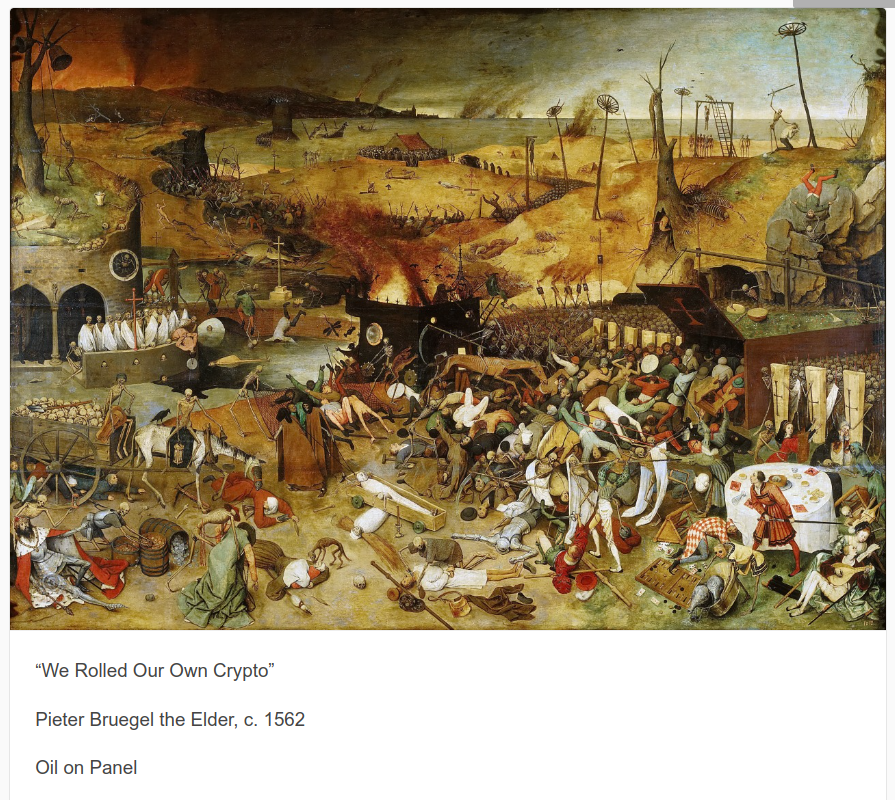 “We Rolled Our Own Crypto”
Pieter Bruegel the Elder, c. 1562
Oil on Panel